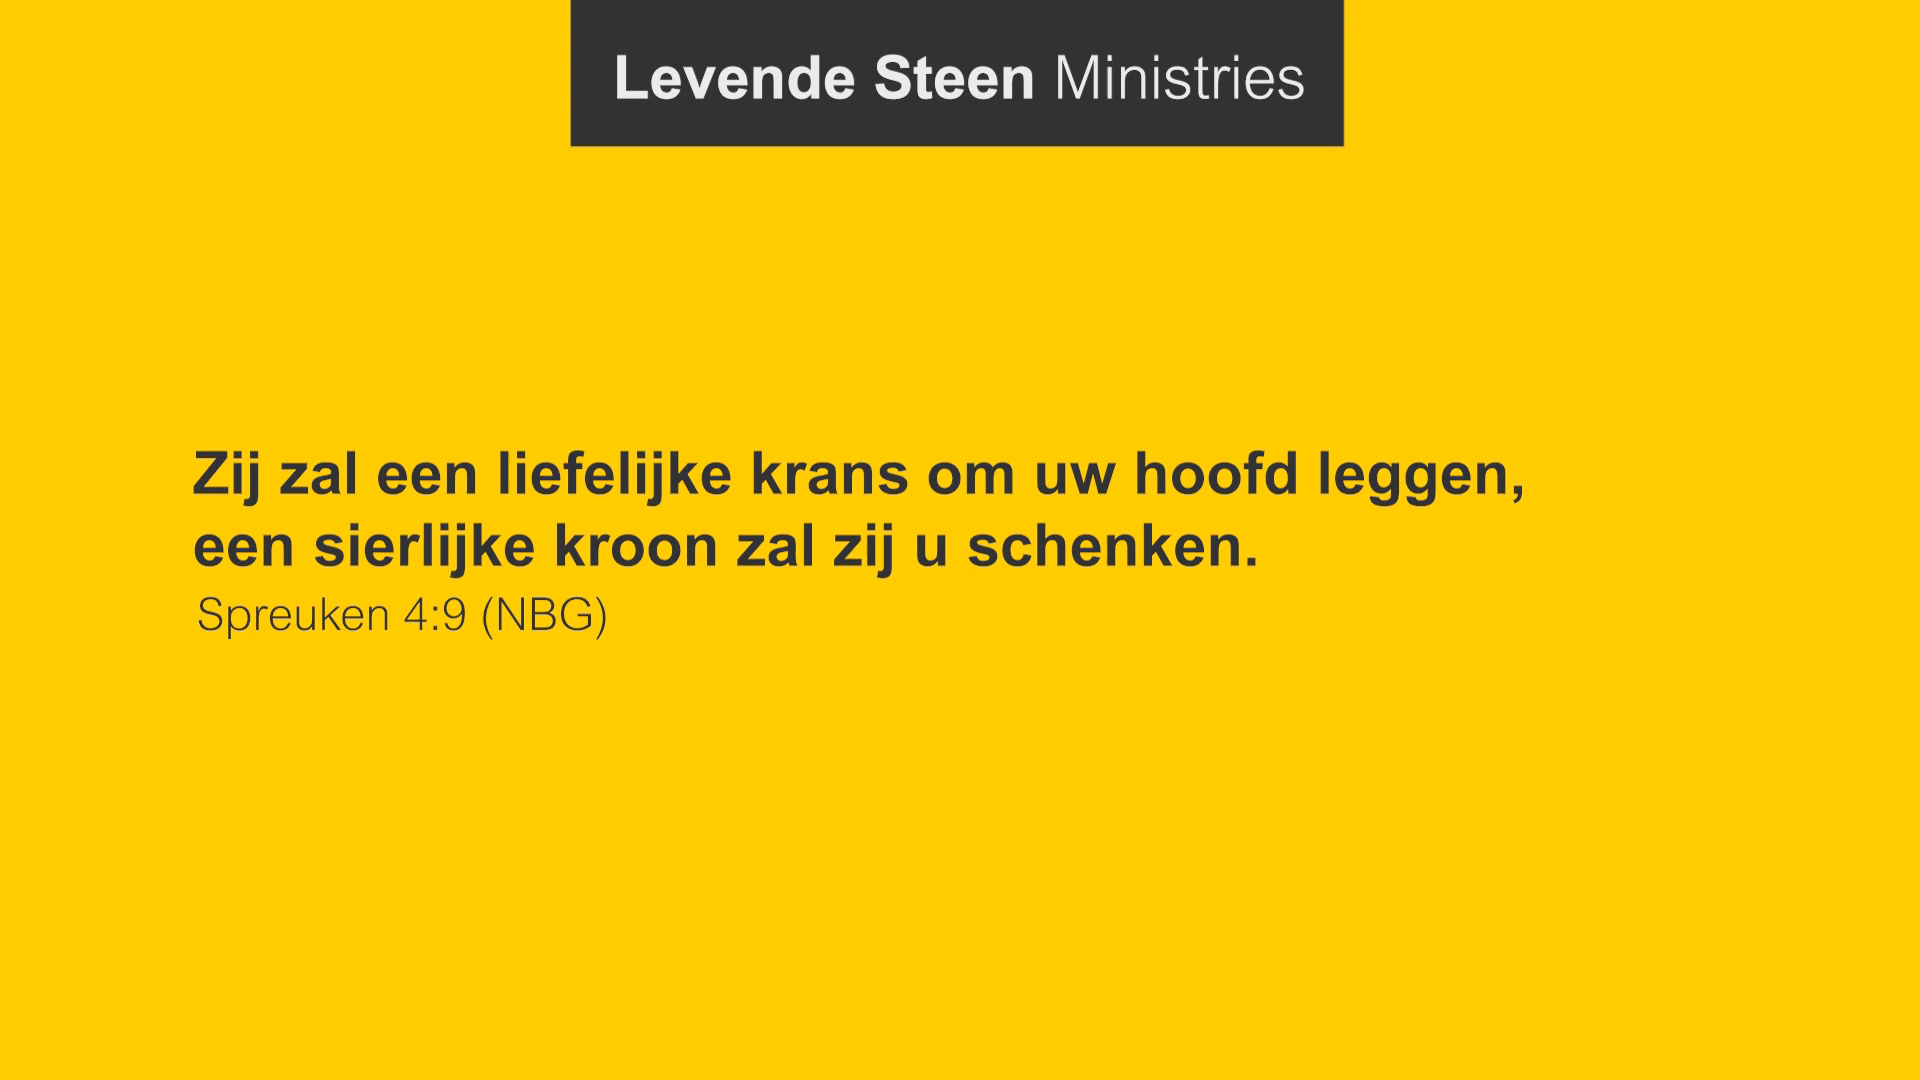 Levende Steen Ministries
Zij zal een liefelijke krans om uw hoofd leggen,
een sierlijke kroon zal zij u schenken.
Spreuken 4:9 (NBG)